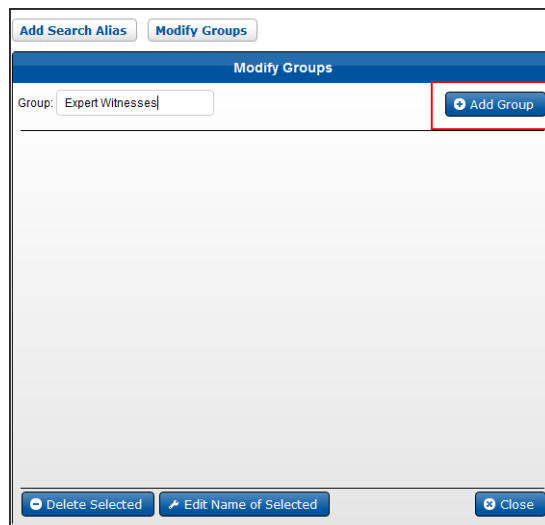 Add Search Alias Modify Groups
Modify Groups
Group: Expert Witnesses Add Group
Delete Selected Edit Name of Selected Close